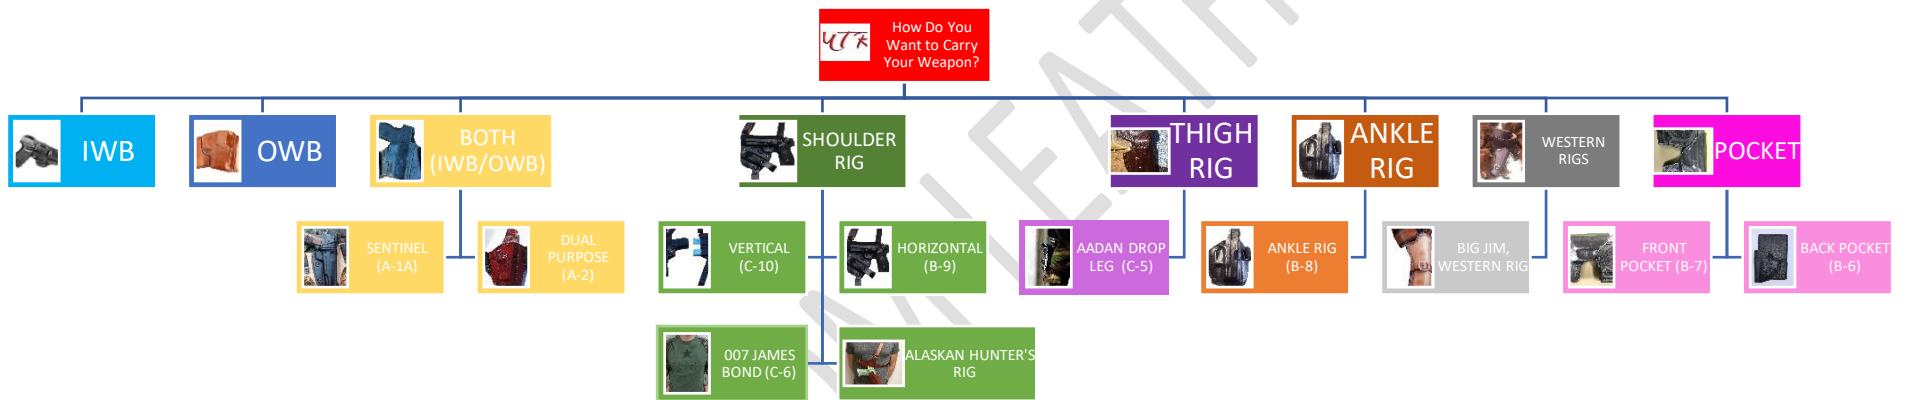 How Do You
Want to Carry
Your Weapon?
UTR
IWB
OWB
BOTH
(IWB/OWB)
SHOULDER
RIG
THIGH
RIG
ANKLE
RIG
WESTERN
RIGS
POCKET
SENTINEL
(A-1A)
DUAL
PURPOSE
(A-2)
VERTICAL
(C-10)
HORIZONTAL
(B-9)
AADAN DROP
LEG (C-5)
ANKLE RIG
(B-8)
BIG JIM,
WESTERN RIG
FRONT
POCKET (B-7)
BACK POCKET
(B-6)
007 JAMES
BOND (C-6)
ALASKAN HUNTER'S
RIG